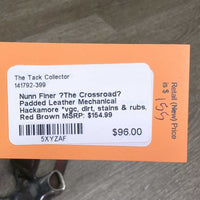 The Tack Collector
141792-399
Nunn Finer ?The Crossroad?
Padded Leather Mechanical
Hackamore *vgc, dirt, stains & rubs.
Red Brown MSRP: $154.99
$96.00
5XYZAF
Retail (New) Price
is $ 155